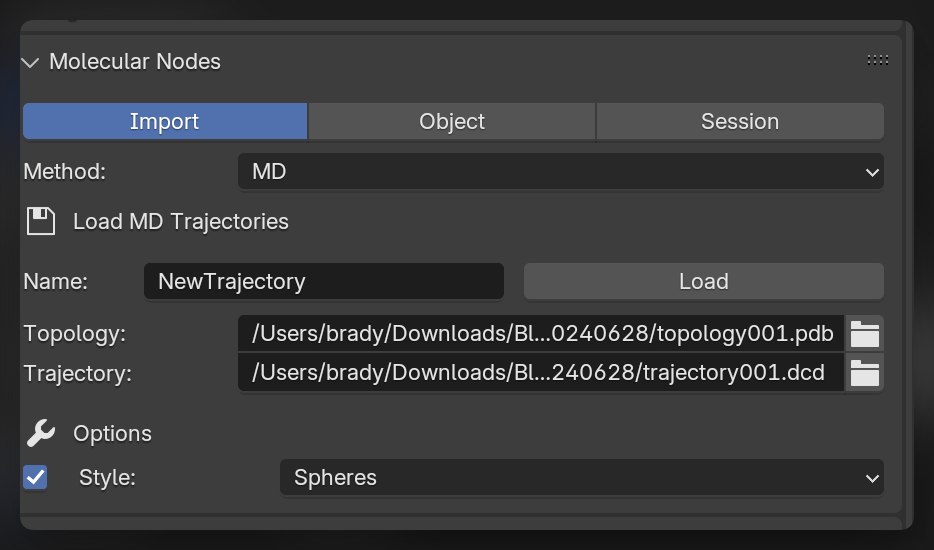 Molecular Nodes
Import Object Session
Method: MD
Load MD Trajectories
Name: NewTrajectory Load
Topology: /Users/brady/Downloads/Bl...0240628/topology001.pdb
Trajectory: /Users/brady/Downloads/Bl...240628/trajectory001.dcd
Options
Style: Spheres